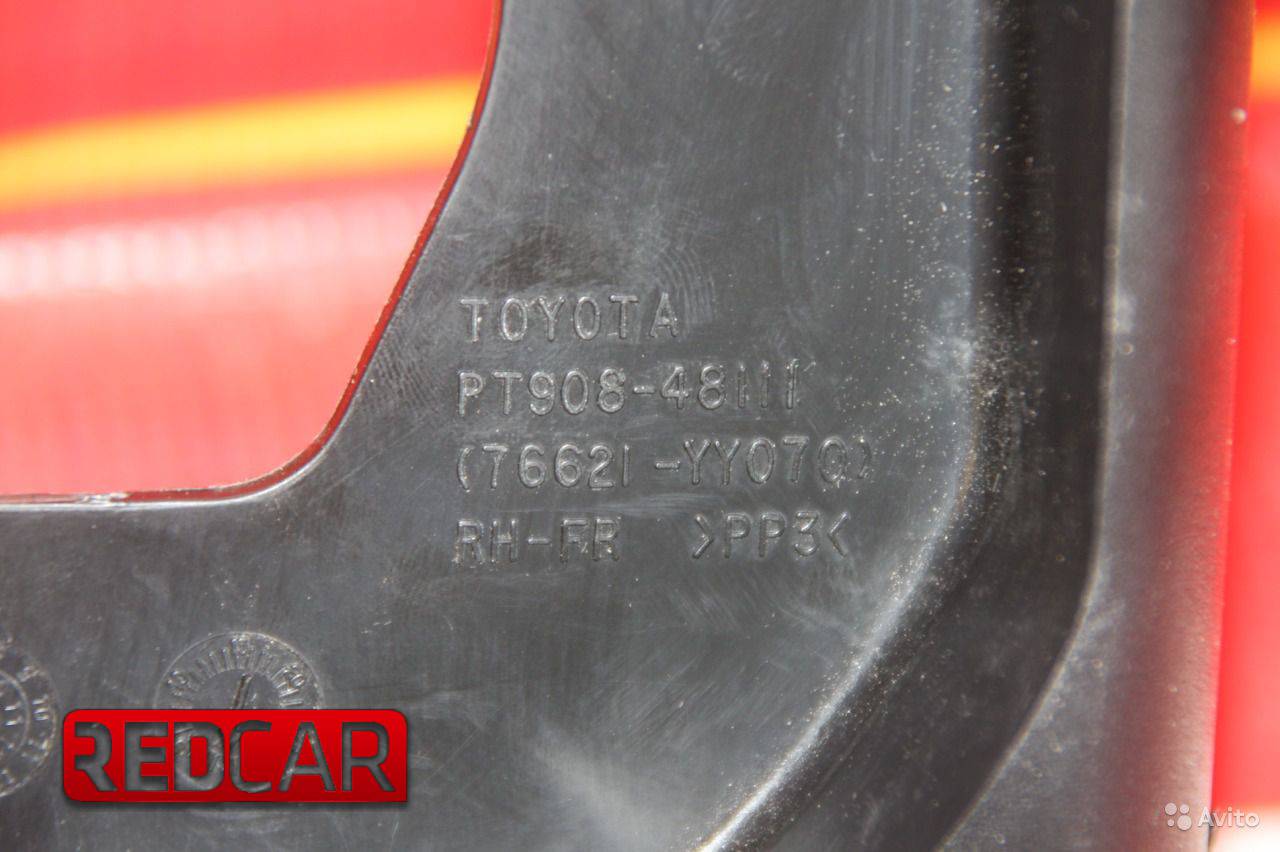 TOYOTA
PT908-48111
(76621-YY070)
RH-FR >PP3<
REDCAR
Avito